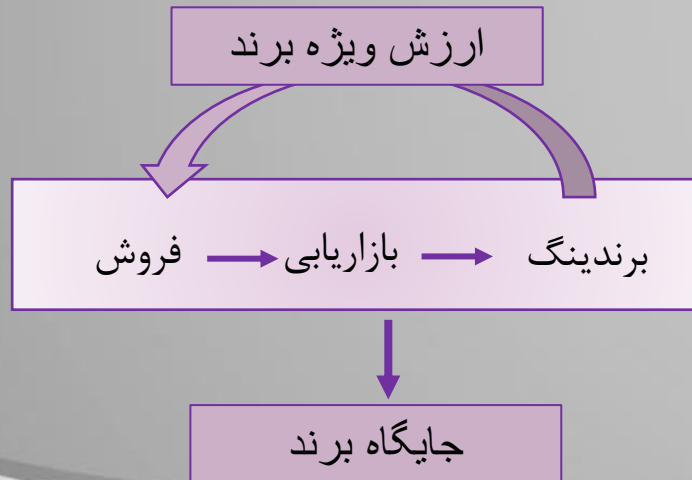 ارزش ویژه برند
برندینگ بازاریابی فروش
جایگاه برند